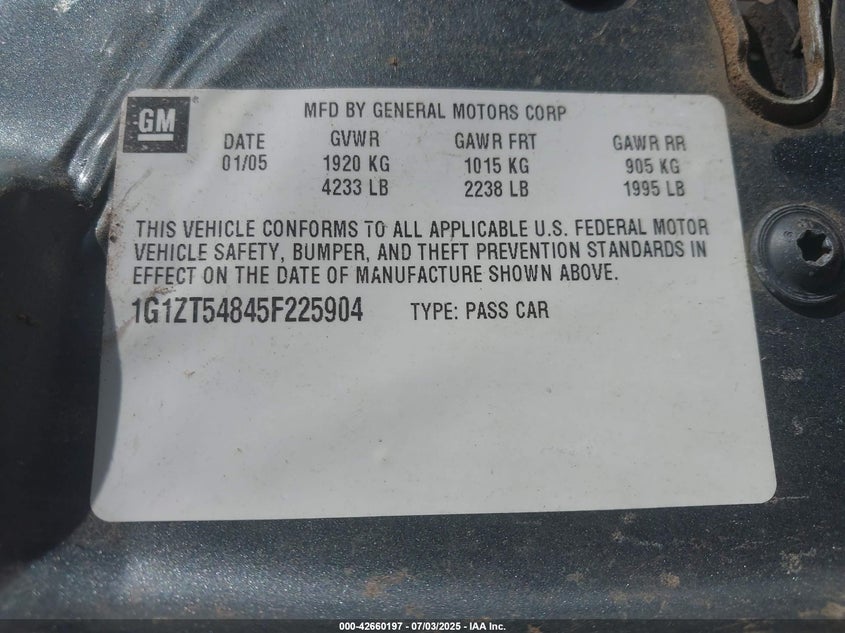 GM
MFD BY GENERAL MOTORS CORP
DATE GVWR GAWR FRT GAWR RR
01/05 1920 KG 1015 KG 905 KG
4233 LB 2238 LB 1995 LB
THIS VEHICLE CONFORMS TO ALL APPLICABLE U.S. FEDERAL MOTOR
VEHICLE SAFETY, BUMPER, AND THEFT PREVENTION STANDARDS IN
EFFECT ON THE DATE OF MANUFACTURE SHOWN ABOVE.
1G1ZT54845F225904 TYPE: PASS CAR
000-42660197 - 07/03/2025 - IAA Inc.